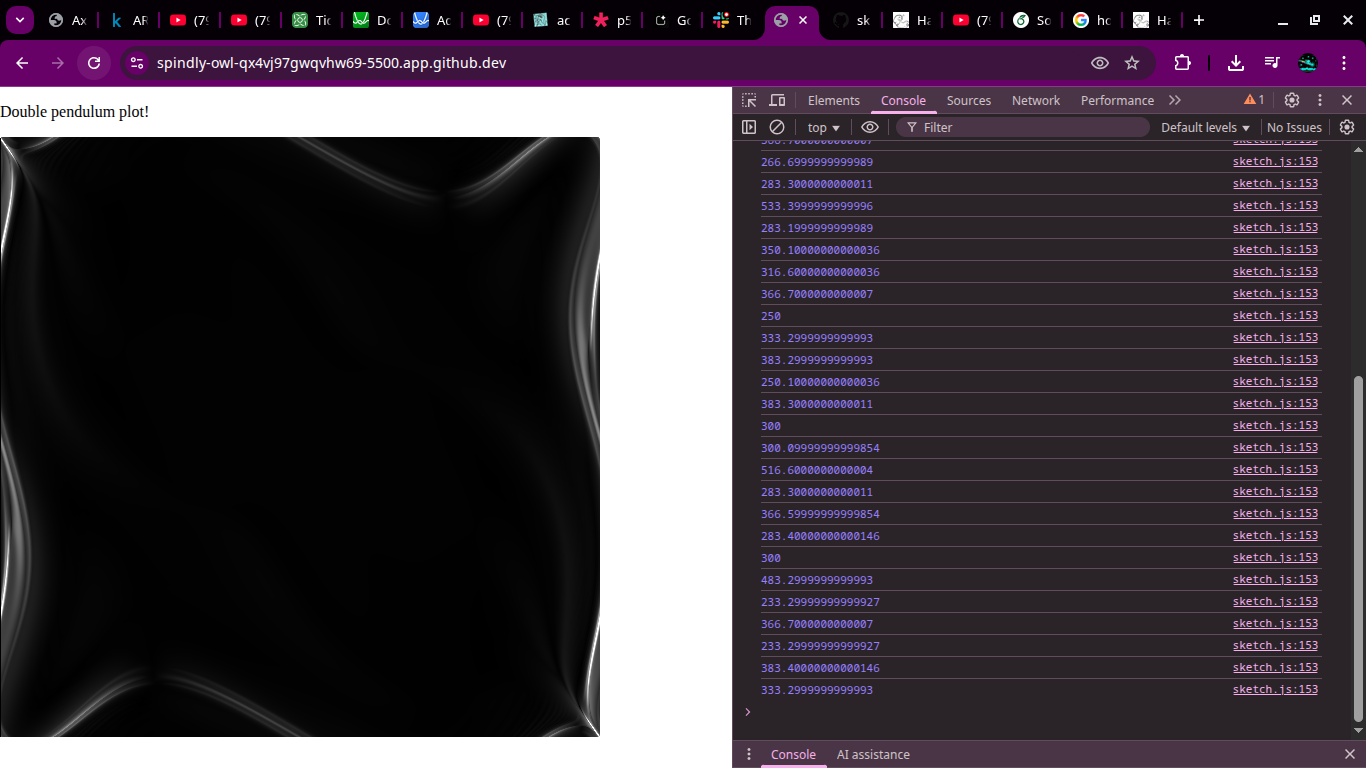 Ax
AR
(79
(79
Tic
Do
Ac
(79
ac
p5
Go
Th
sk
Ha
(79
So
ho
Ha
spindly-owl-qx4vj97gwqvhw69-5500.app.github.dev
Double pendulum plot!
Elements
Console
Sources
Network
Performance
1
top
Filter
Default levels
No Issues
sketch.js:153
266.6999999999989 sketch.js:153
283.3000000000011 sketch.js:153
533.3999999999996 sketch.js:153
283.1999999999989 sketch.js:153
350.10000000000036 sketch.js:153
316.60000000000036 sketch.js:153
366.7000000000007 sketch.js:153
250 sketch.js:153
333.2999999999993 sketch.js:153
383.2999999999993 sketch.js:153
250.10000000000036 sketch.js:153
383.3000000000011 sketch.js:153
300 sketch.js:153
300.09999999999854 sketch.js:153
516.6000000000004 sketch.js:153
283.3000000000011 sketch.js:153
366.59999999999854 sketch.js:153
283.40000000000146 sketch.js:153
300 sketch.js:153
483.2999999999993 sketch.js:153
233.29999999999927 sketch.js:153
366.7000000000007 sketch.js:153
233.29999999999927 sketch.js:153
383.40000000000146 sketch.js:153
333.2999999999993 sketch.js:153
Console
AI assistance